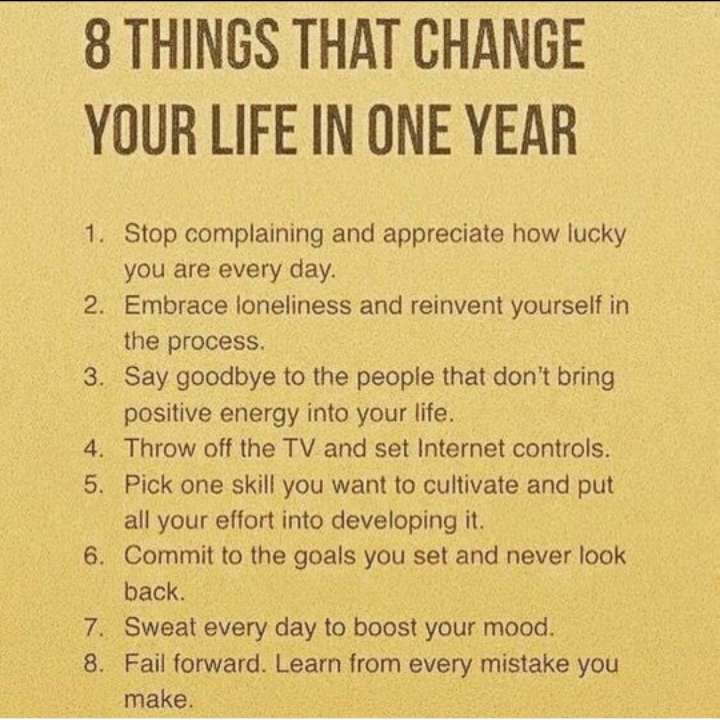 8 THINGS THAT CHANGE
YOUR LIFE IN ONE YEAR
1. Stop complaining and appreciate how lucky
you are every day.
2. Embrace loneliness and reinvent yourself in
the process.
3. Say goodbye to the people that don't bring
positive energy into your life.
4. Throw off the TV and set Internet controls.
5. Pick one skill you want to cultivate and put
all your effort into developing it.
6. Commit to the goals you set and never look
back.
7. Sweat every day to boost your mood.
8. Fail forward. Learn from every mistake you
make.